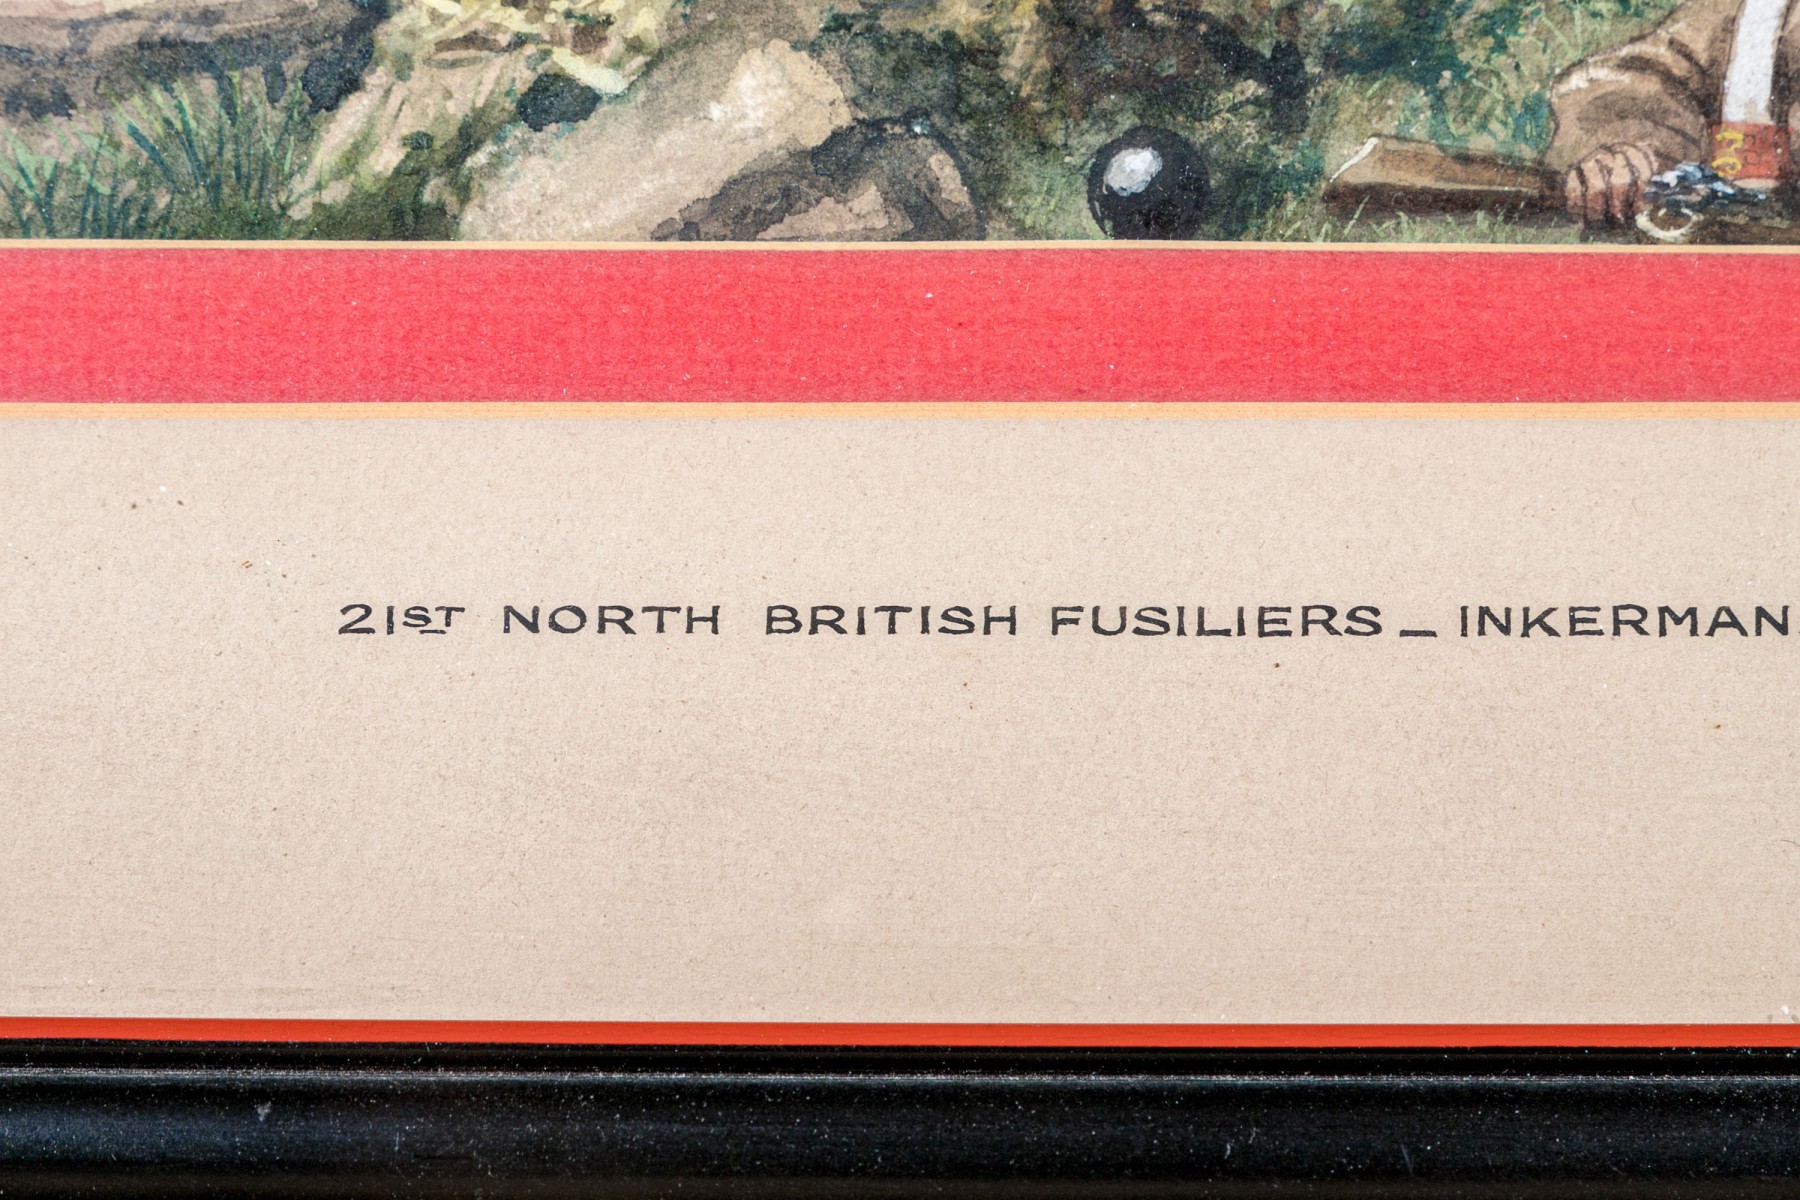 21ST NORTH BRITISH FUSILIERS _ INKERMAN.